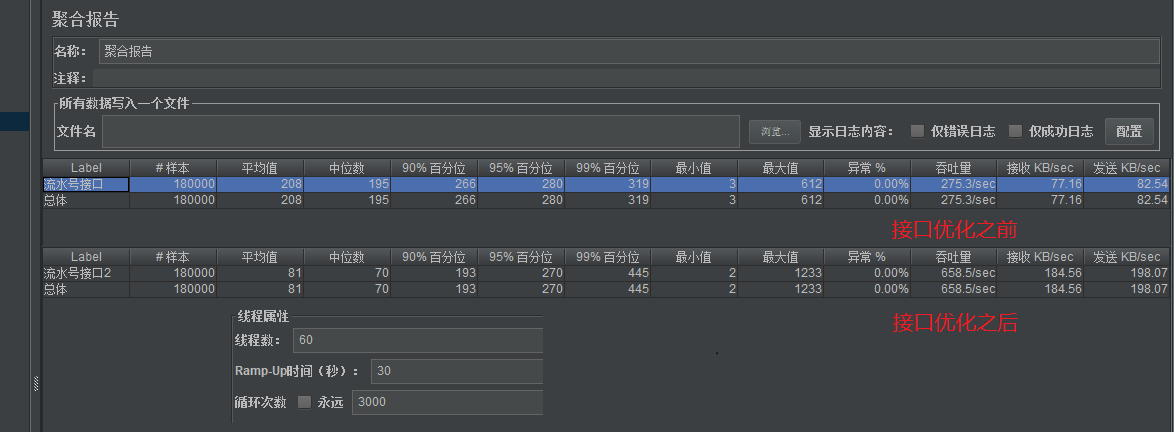 聚合报告
名称： 聚合报告
注释：
所有数据写入一个文件
文件名 浏览... 显示日志内容： 仅错误日志 仅成功日志 配置
Label # 样本 平均值 中位数 90% 百分位 95% 百分位 99% 百分位 最小值 最大值 异常 % 吞吐量 接收 KB/sec 发送 KB/sec
流水号接口 180000 208 195 266 280 319 3 612 0.00% 275.3/sec 77.16 82.54
总体 180000 208 195 266 280 319 3 612 0.00% 275.3/sec 77.16 82.54
接口优化之前
Label # 样本 平均值 中位数 90% 百分位 95% 百分位 99% 百分位 最小值 最大值 异常 % 吞吐量 接收 KB/sec 发送 KB/sec
流水号接口2 180000 81 70 193 270 445 2 1233 0.00% 658.5/sec 184.56 198.07
总体 180000 81 70 193 270 445 2 1233 0.00% 658.5/sec 184.56 198.07
接口优化之后
线程属性
线程数： 60
Ramp-Up时间（秒）： 30
循环次数 永远 3000